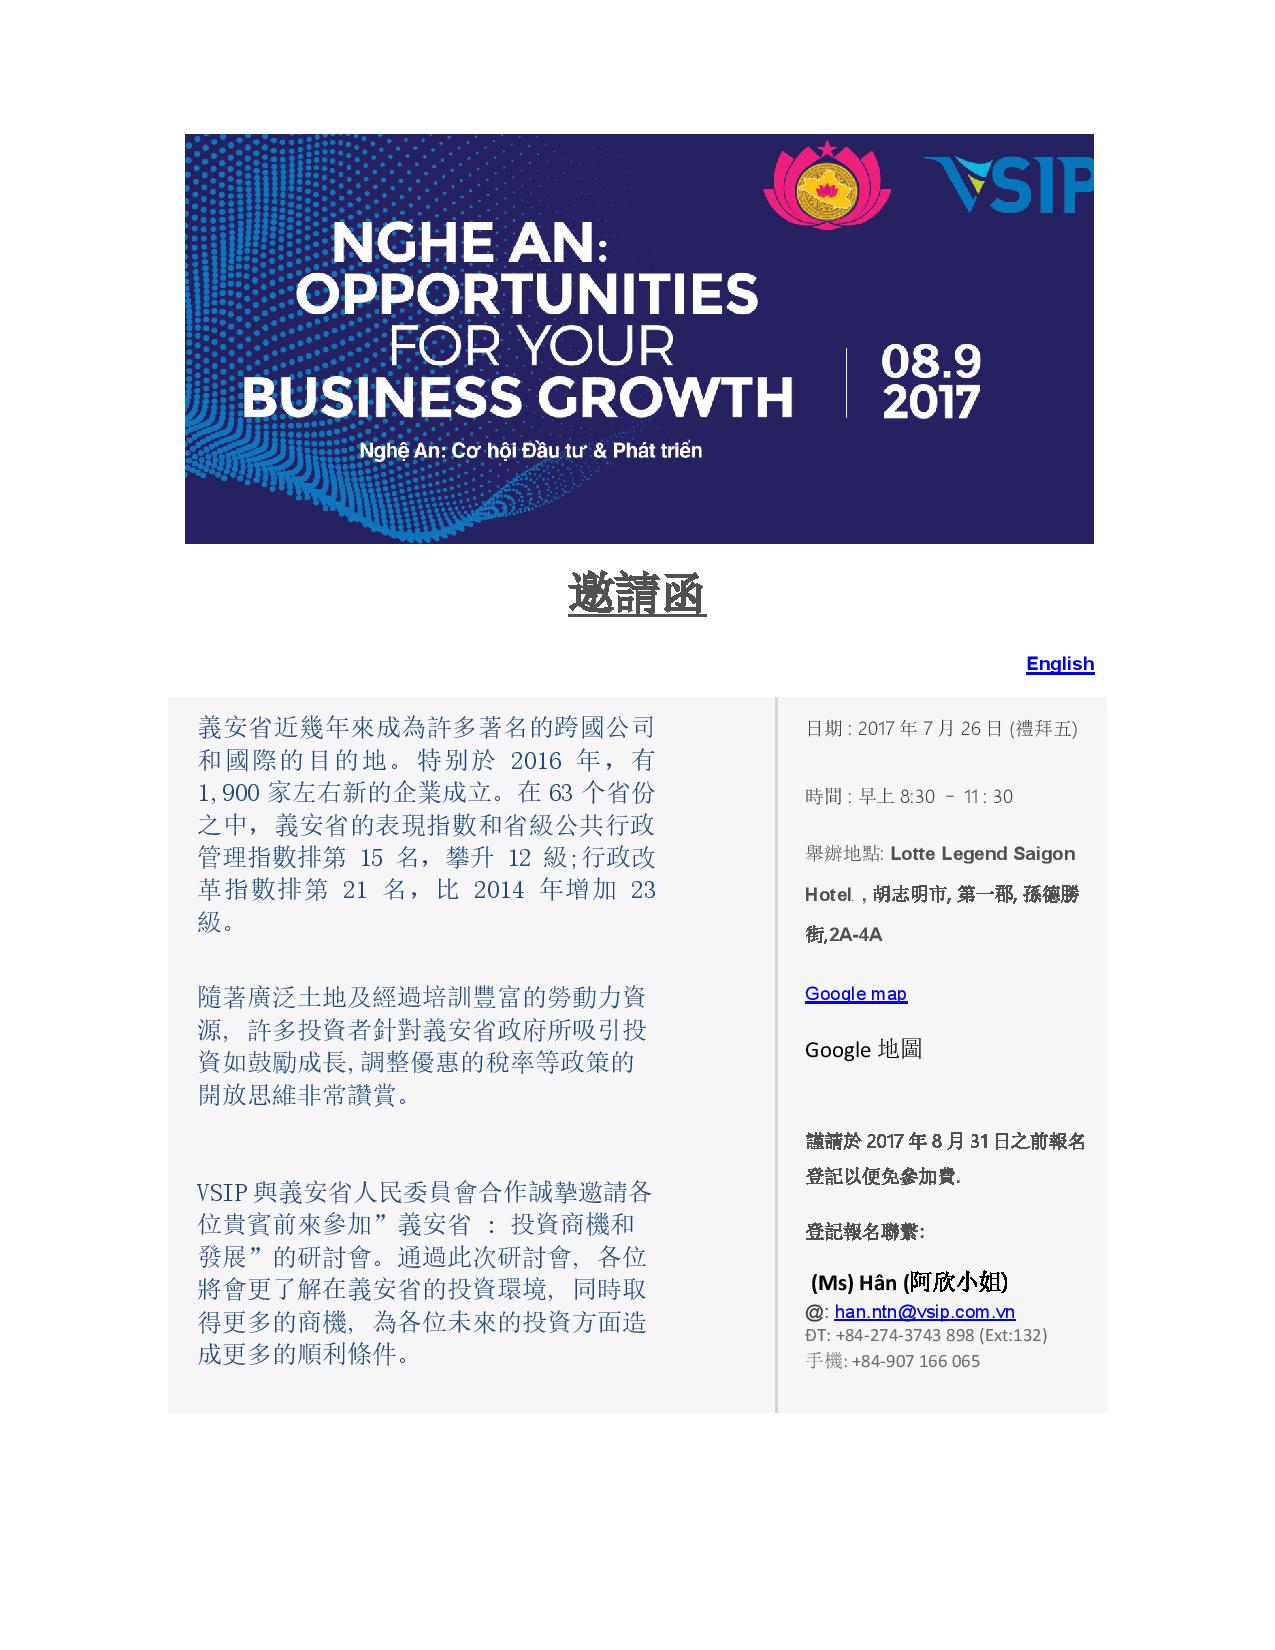 VSIP
NGHE AN:
OPPORTUNITIES
FOR YOUR
BUSINESS GROWTH
08.9
2017
Nghệ An: Cơ hội Đầu tư & Phát triển
邀請函
English
義安省近幾年來成為許多著名的跨國公司
和國際的目的地。特別於 2016 年，有
1,900 家左右新的企業成立。在 63 个省份
之中，義安省的表現指數和省級公共行政
管理指數排第 15 名，攀升 12 級;行政改
革指數排第 21 名，比 2014 年增加 23
級。
隨著廣泛土地及經過培訓豐富的勞動力資
源，許多投資者針對義安省政府所吸引投
資如鼓勵成長,調整優惠的稅率等政策的
開放思維非常讚賞。
VSIP 與義安省人民委員會合作誠摯邀請各
位貴賓前來參加”義安省 : 投資商機和
發展”的研討會。通過此次研討會，各位
將會更了解在義安省的投資環境，同時取
得更多的商機，為各位未來的投資方面造
成更多的順利條件。
日期 : 2017 年 7 月 26 日 (禮拜五)
時間 : 早上 8:30 － 11 : 30
舉辦地點: Lotte Legend Saigon
Hotel , 胡志明市, 第一郡, 孫德勝
街,2A-4A
Google map
Google 地圖
謹請於 2017 年 8 月 31 日之前報名
登記以便免參加費.
登記報名聯繫:
(Ms) Hân (阿欣小姐)
@: han.ntn@vsip.com.vn
ĐT: +84-274-3743 898 (Ext:132)
手機: +84-907 166 065